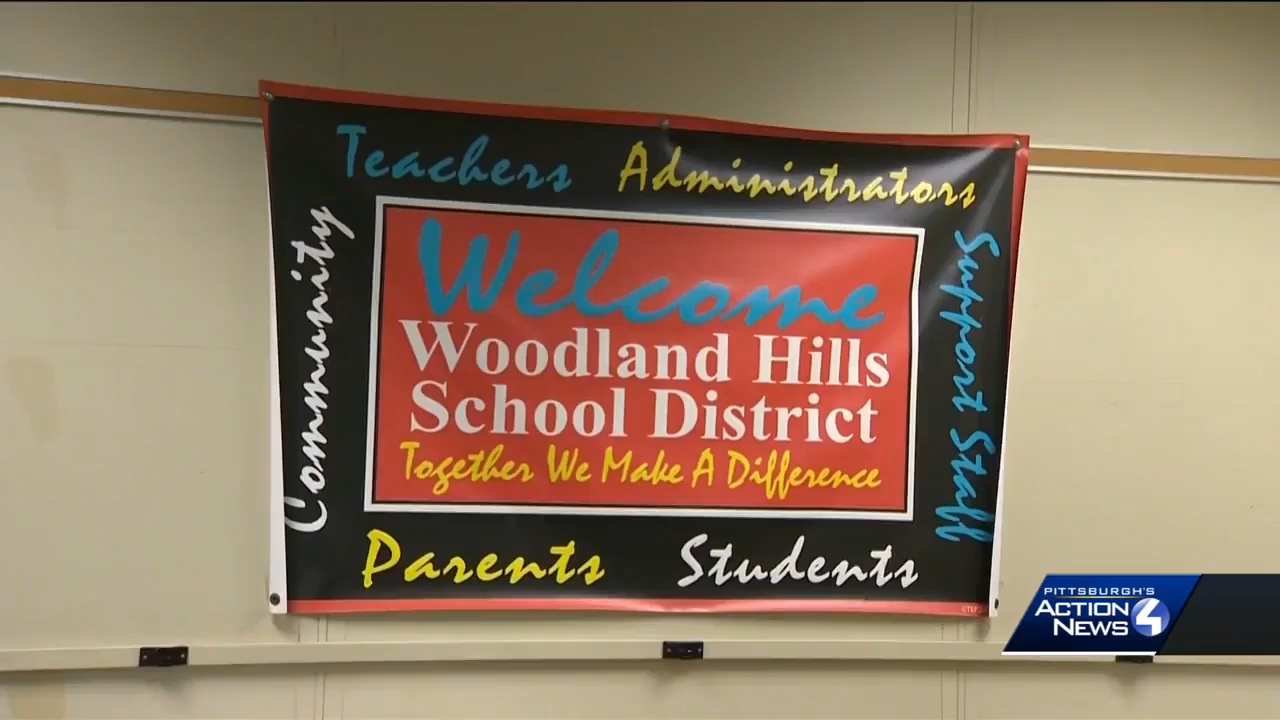 Teachers Administrators
Community
Welcome
Woodland Hills
School District
Together We Make A Difference
Support Staff
Parents Students
PITTSBURGH'S
ACTION
NEWS 4